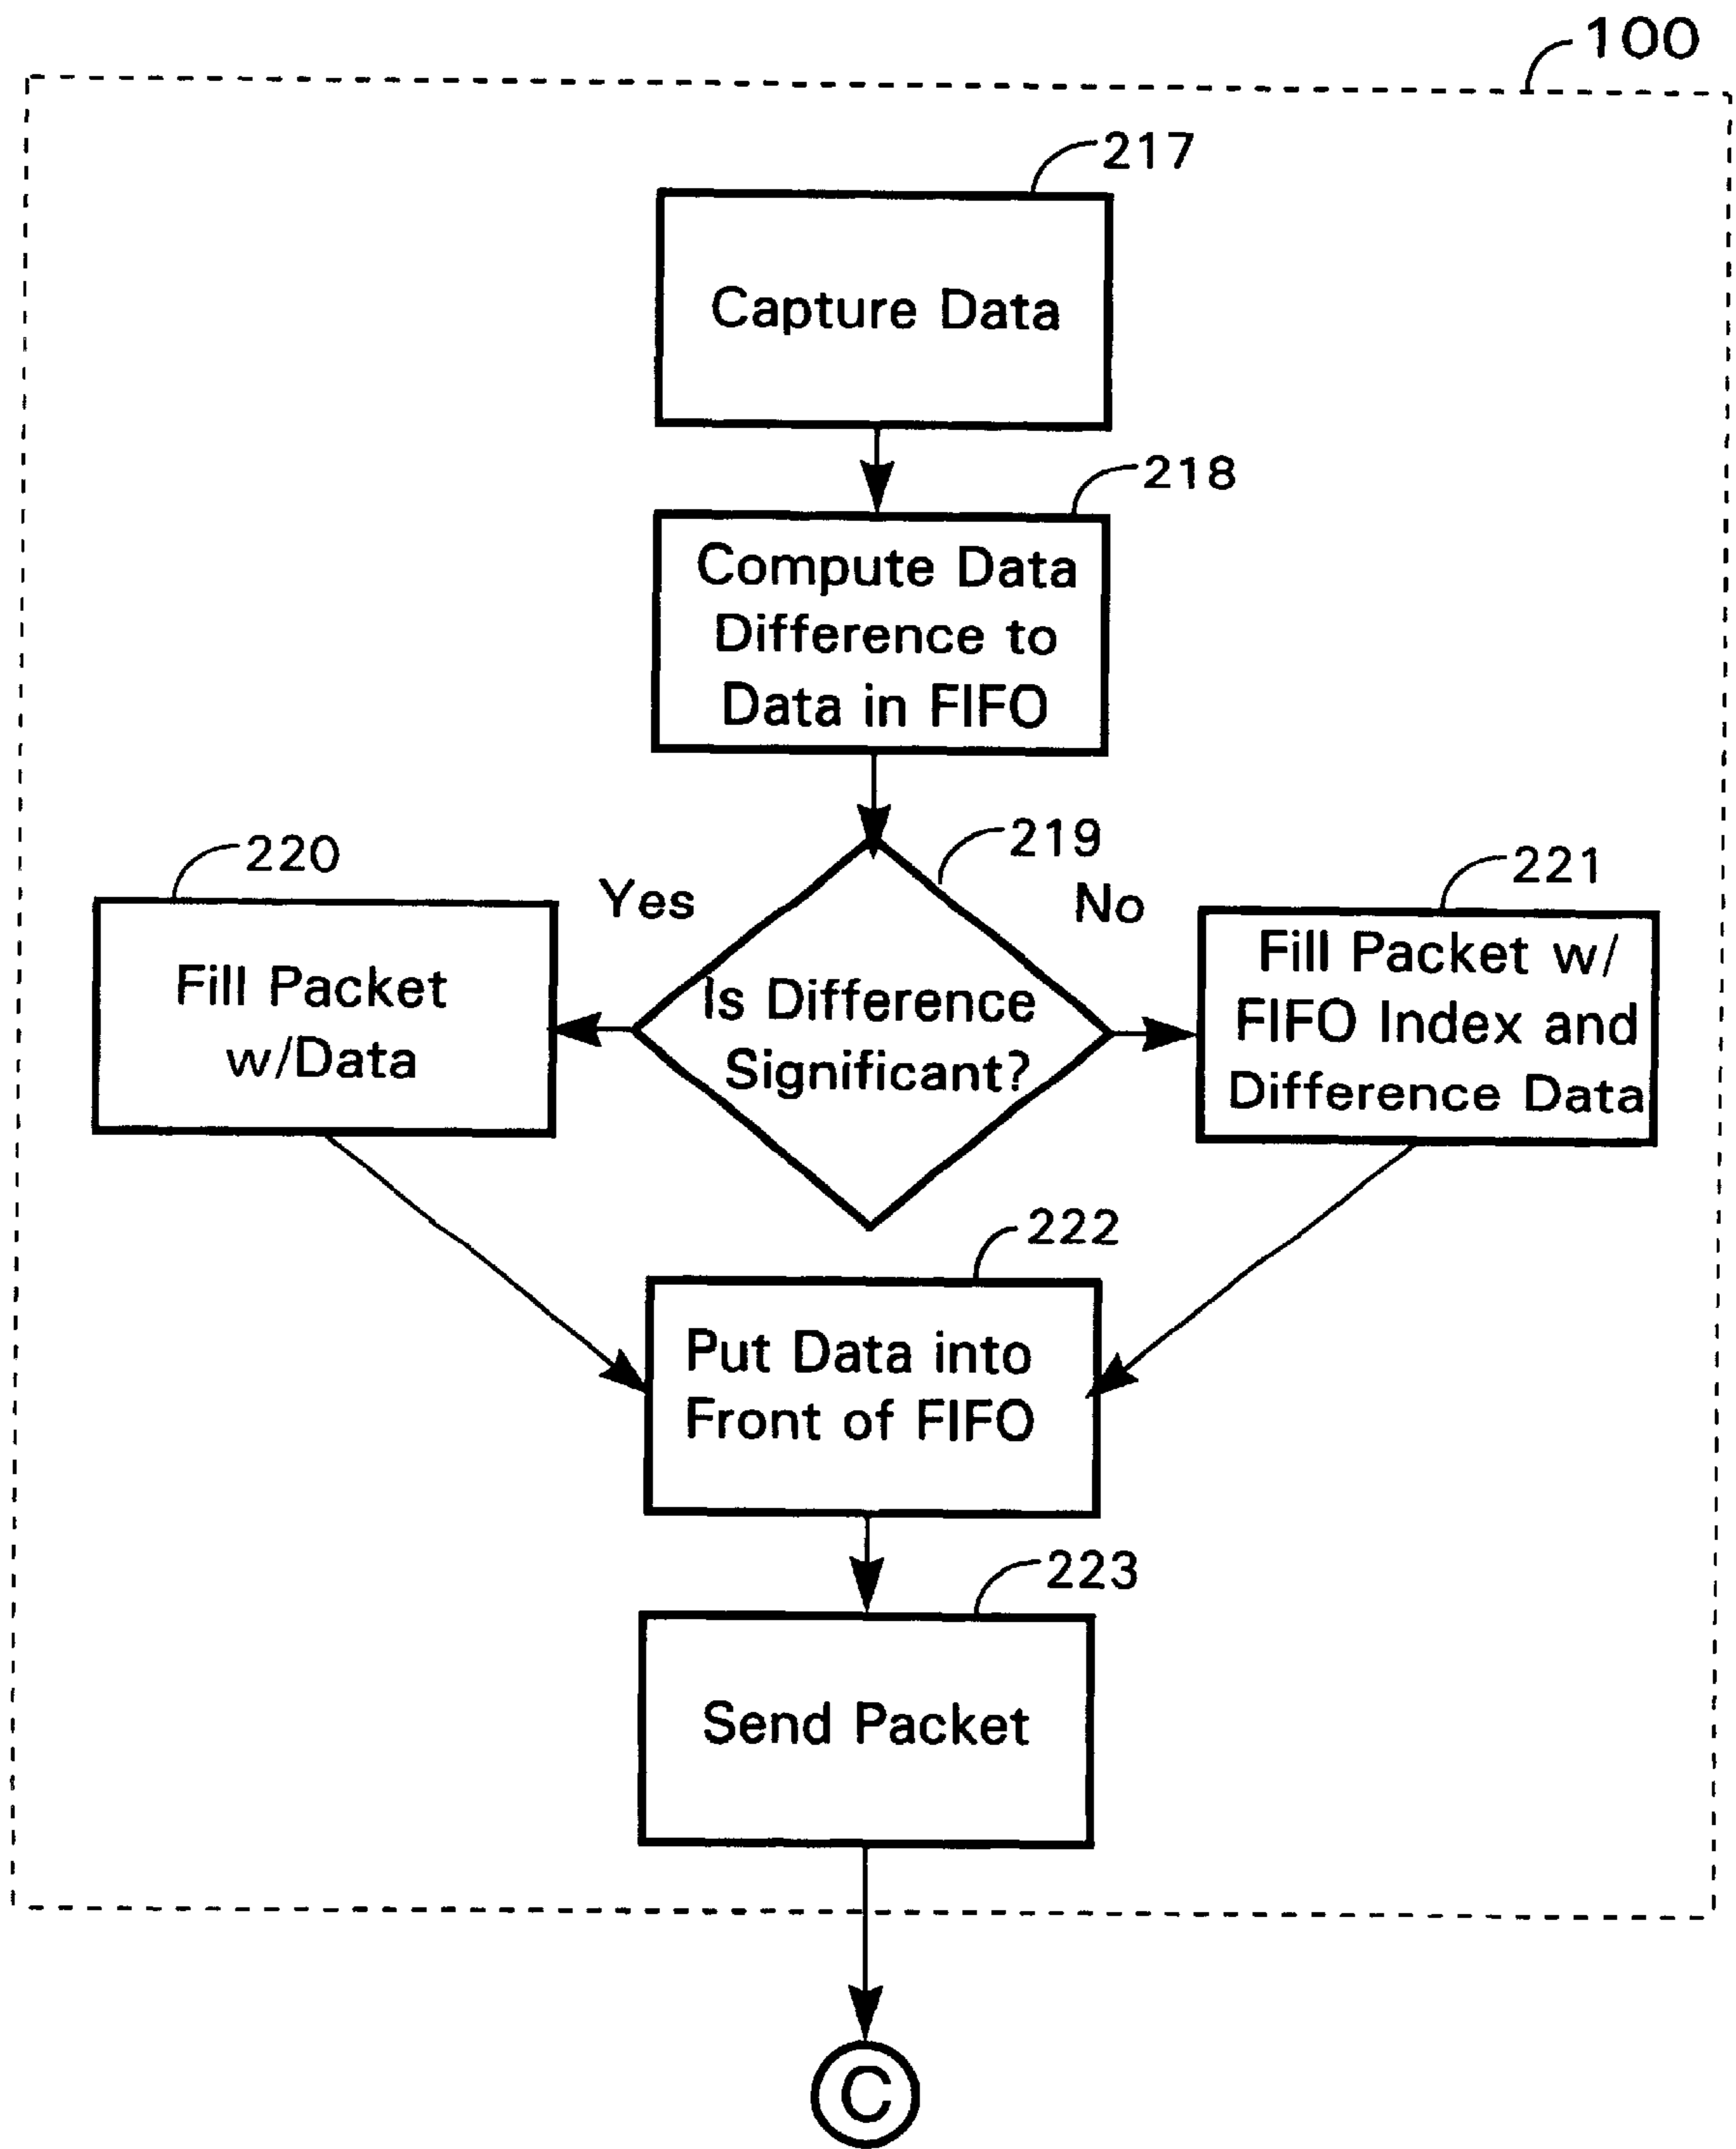 100
217
Capture Data
218
Compute Data
Difference to
Data in FIFO
219
220
221
Yes
No
Fill Packet
w/Data
Is Difference
Significant?
Fill Packet w/
FIFO Index and
Difference Data
222
Put Data into
Front of FIFO
223
Send Packet
C